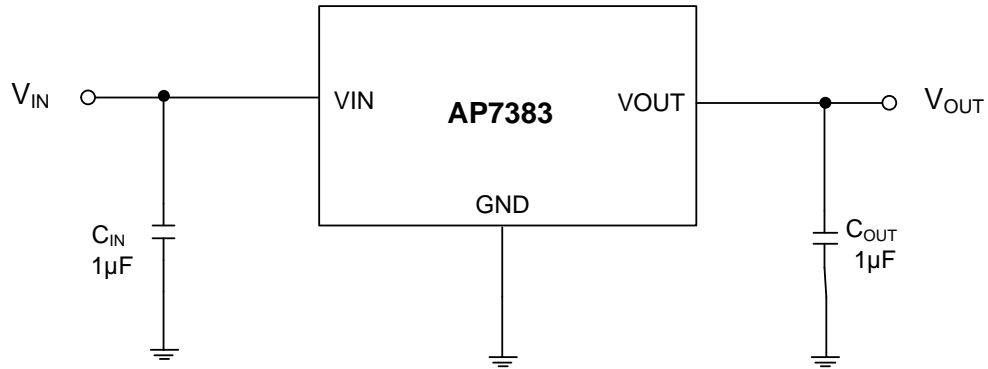 V_IN
VIN
AP7383
VOUT
V_OUT
GND
C_IN
1µF
C_OUT
1µF